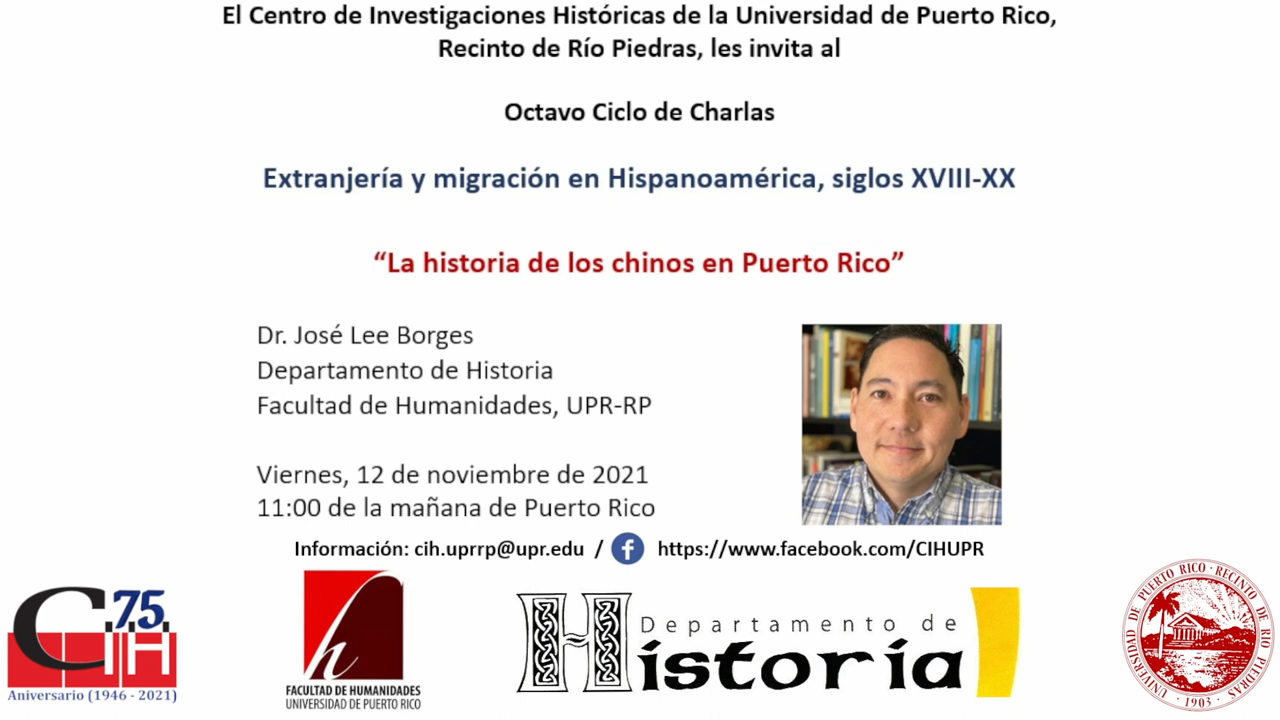 El Centro de Investigaciones Históricas de la Universidad de Puerto Rico,
Recinto de Río Piedras, les invita al
Octavo Ciclo de Charlas
Extranjería y migración en Hispanoamérica, siglos XVIII-XX
“La historia de los chinos en Puerto Rico”
Dr. José Lee Borges
Departamento de Historia
Facultad de Humanidades, UPR-RP
Viernes, 12 de noviembre de 2021
11:00 de la mañana de Puerto Rico
Información: cih.uprrp@upr.edu / f https://www.facebook.com/CIHUPR
CIH 75
Aniversario (1946 - 2021)
h
FACULTAD DE HUMANIDADES
UNIVERSIDAD DE PUERTO RICO
Departamento de
Historia
UNIVERSIDAD DE PUERTO RICO · RECINTO DE RÍO PIEDRAS
· 1903 ·